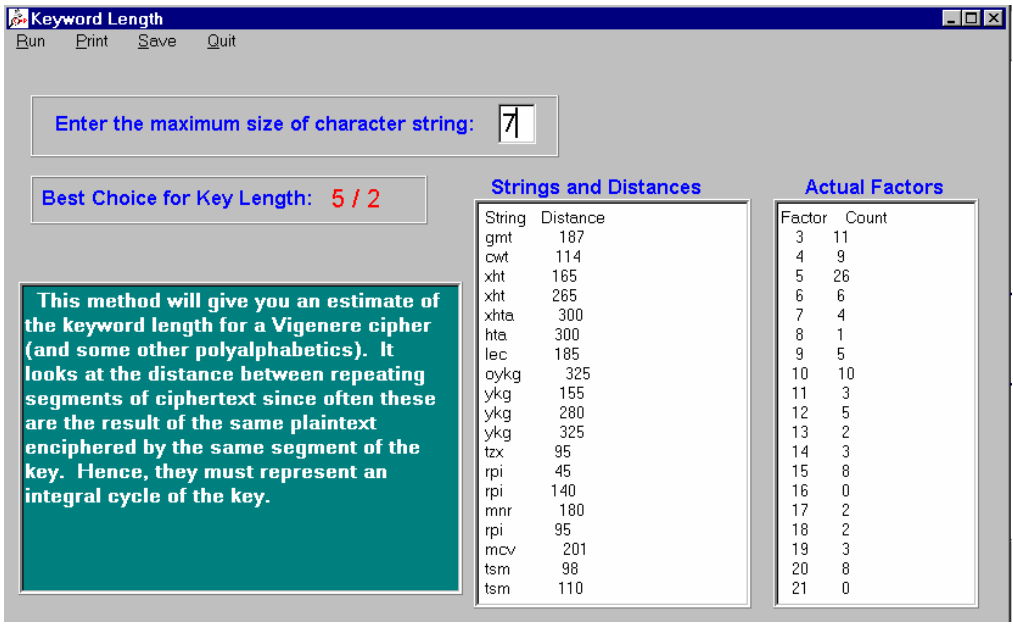 Keyword Length
Run Print Save Quit
Enter the maximum size of character string: 7
Best Choice for Key Length: 5 / 2
This method will give you an estimate of
the keyword length for a Vigenere cipher
(and some other polyalphabetics). It
looks at the distance between repeating
segments of ciphertext since often these
are the result of the same plaintext
enciphered by the same segment of the
key. Hence, they must represent an
integral cycle of the key.
Strings and Distances
String Distance
gmt 187
cwt 114
xht 165
xht 265
xhta 300
hta 300
lec 185
oykg 325
ykg 155
ykg 280
ykg 325
tzx 95
rpi 45
rpi 140
mnr 180
rpi 95
mcv 201
tsm 98
tsm 110
Actual Factors
Factor Count
3 11
4 9
5 26
6 6
7 4
8 1
9 5
10 10
11 3
12 5
13 2
14 3
15 8
16 0
17 2
18 2
19 3
20 8
21 0